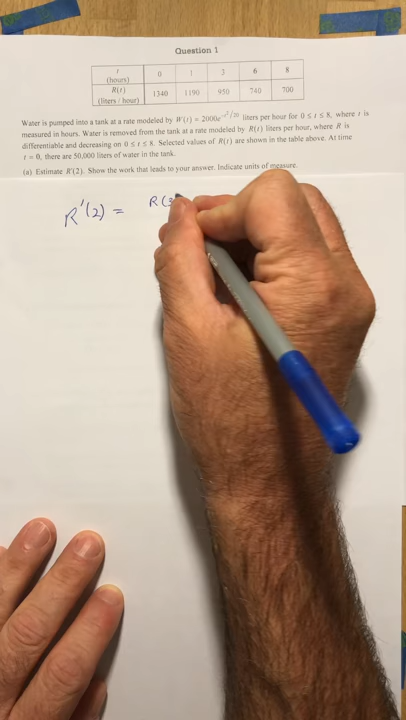 Question 1
t (hours) 0 1 3 6 8
R(t) (liters / hour) 1340 1190 950 740 700
Water is pumped into a tank at a rate modeled by W(t) = 2000e^{-t²/20} liters per hour for 0 ≤ t ≤ 8, where t is
measured in hours. Water is removed from the tank at a rate modeled by R(t) liters per hour, where R is
differentiable and decreasing on 0 ≤ t ≤ 8. Selected values of R(t) are shown in the table above. At time
t = 0, there are 50,000 liters of water in the tank.
(a) Estimate R′(2). Show the work that leads to your answer. Indicate units of measure.
R'(2) = R(3